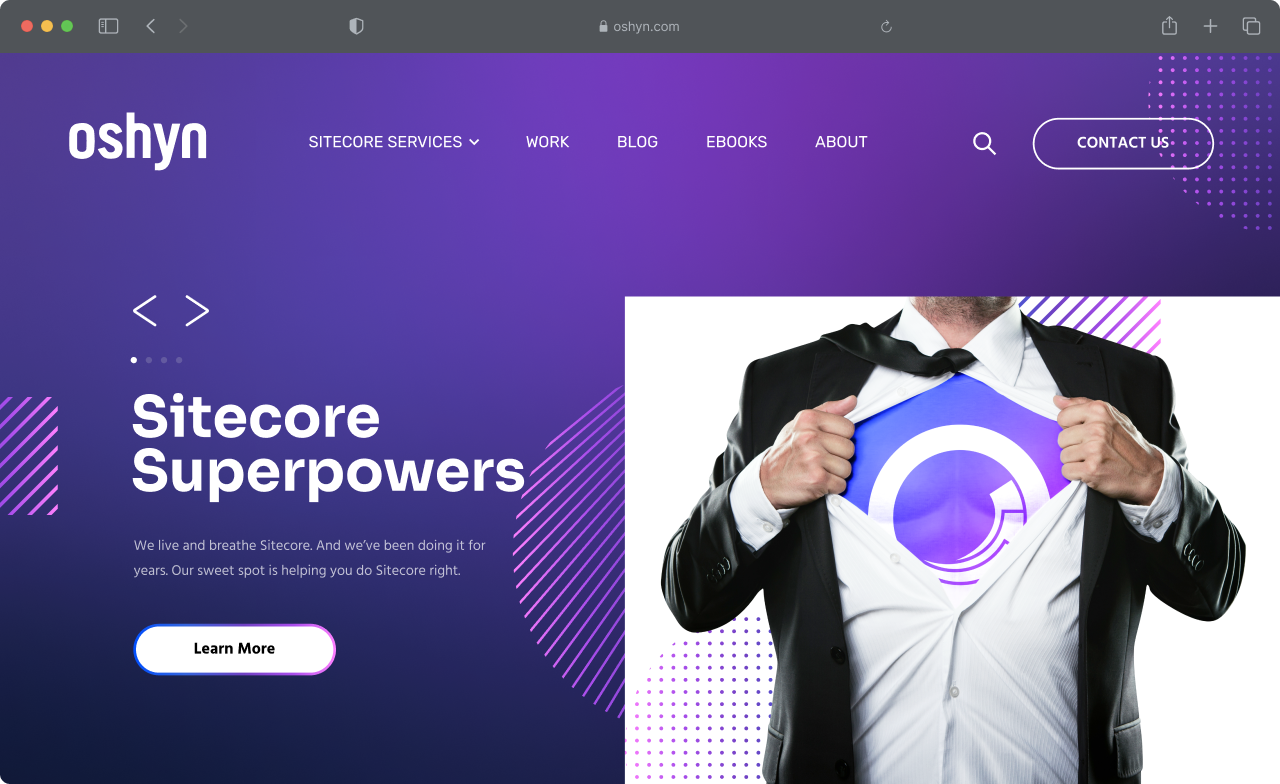 oshyn.com
oshyn
SITECORE SERVICES
WORK
BLOG
EBOOKS
ABOUT
CONTACT US
Sitecore
Superpowers
We live and breathe Sitecore. And we’ve been doing it for
years. Our sweet spot is helping you do Sitecore right.
Learn More